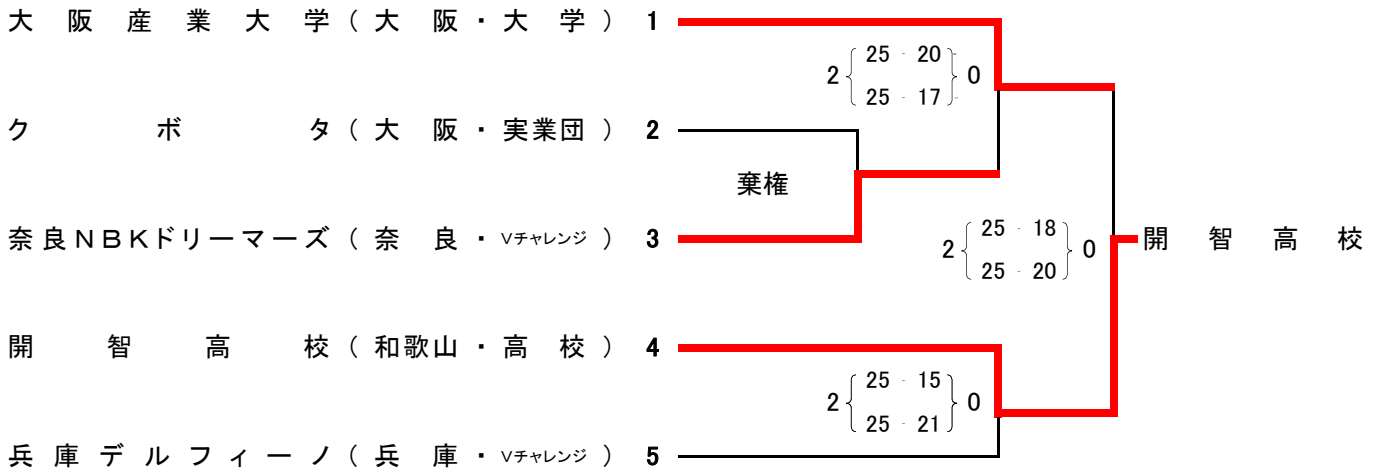 大阪産業大学(大阪・大学) 1
2 25 - 20 0
25 - 17
クボタ(大阪・実業団) 2
棄権
奈良NBKドリーマーズ(奈良・Vチャレンジ) 3
2 25 - 18 0
25 - 20
開智高校
開智高校(和歌山・高校) 4
2 25 - 15 0
25 - 21
兵庫デルフィーノ(兵庫・Vチャレンジ) 5